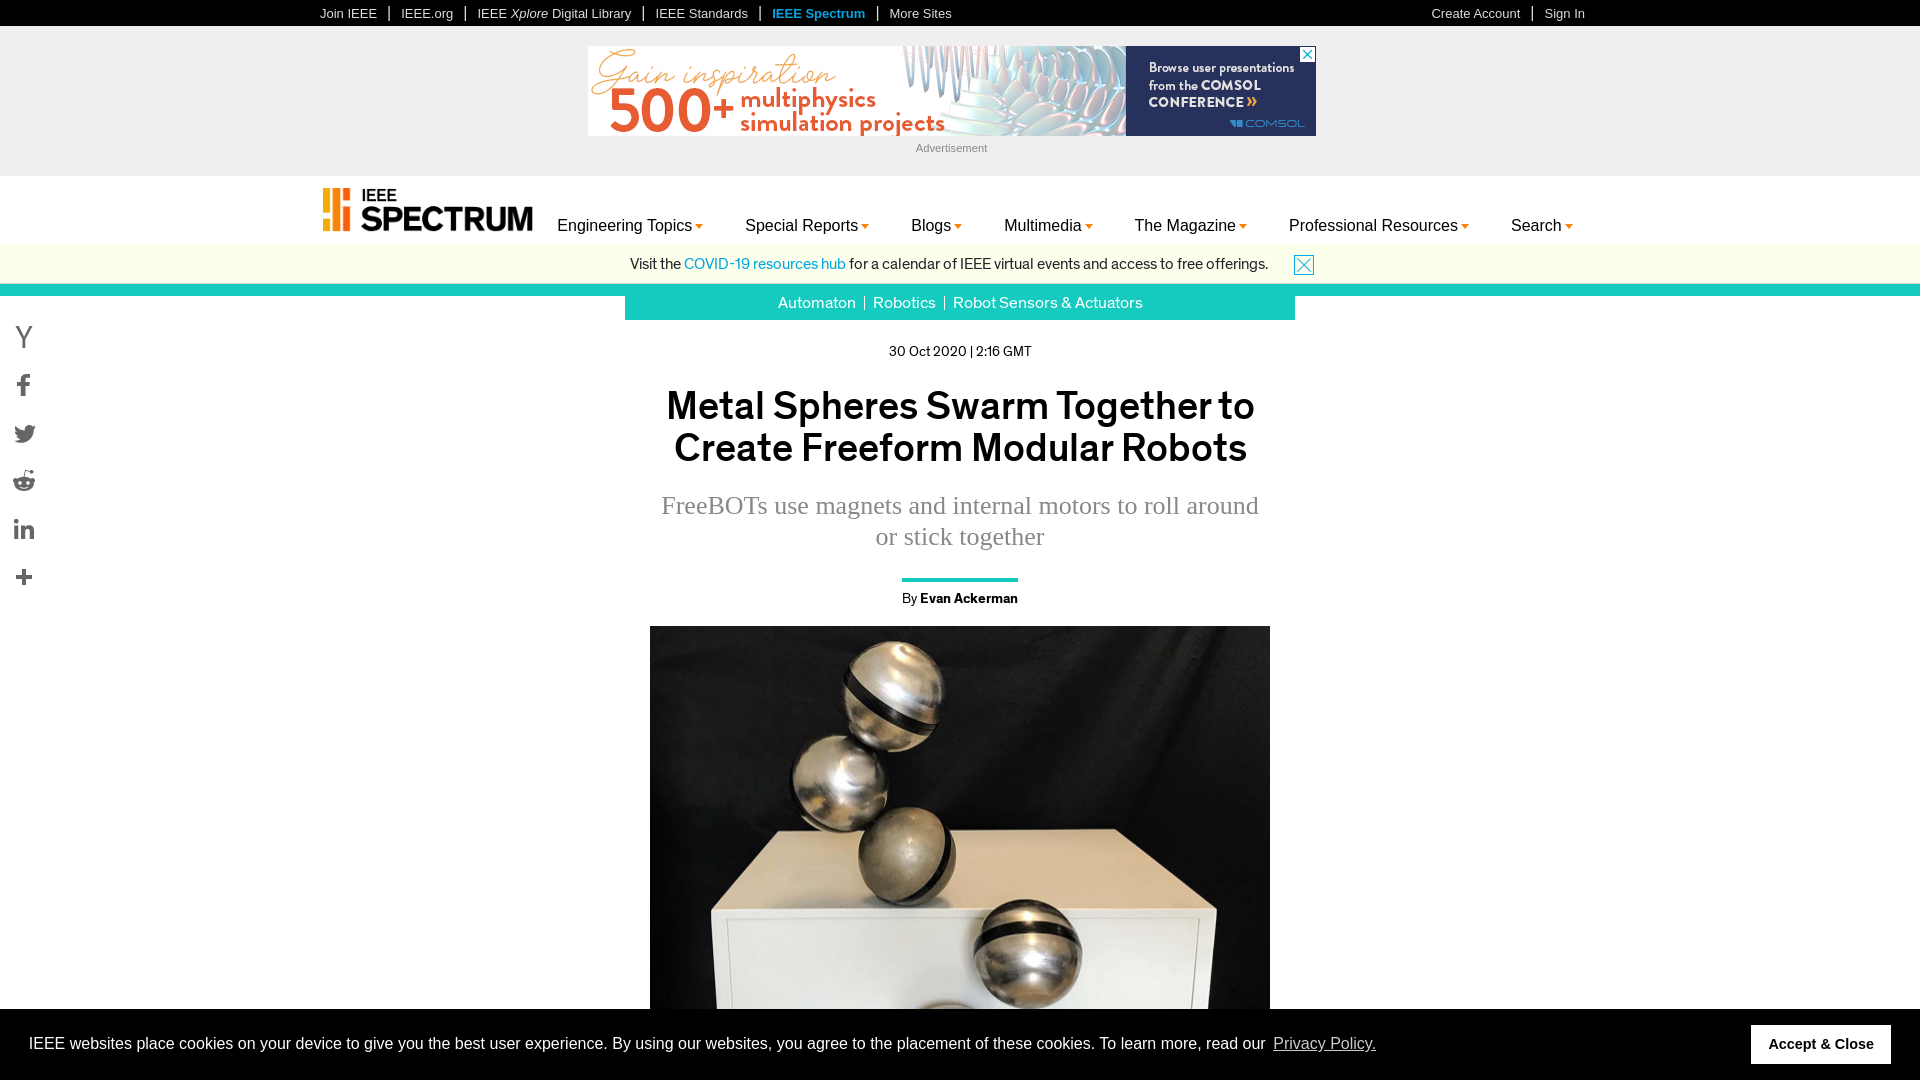 Join IEEE | IEEE.org | IEEE Xplore Digital Library | IEEE Standards | IEEE Spectrum | More Sites
Create Account | Sign In
Gain inspiration
500+ multiphysics
simulation projects
Browse user presentations
from the COMSOL
CONFERENCE »
COMSOL
Advertisement
IEEE
SPECTRUM
Engineering Topics
Special Reports
Blogs
Multimedia
The Magazine
Professional Resources
Search
Visit the COVID-19 resources hub for a calendar of IEEE virtual events and access to free offerings.
Automaton | Robotics | Robot Sensors & Actuators
30 Oct 2020 | 2:16 GMT
Metal Spheres Swarm Together to
Create Freeform Modular Robots
FreeBOTs use magnets and internal motors to roll around
or stick together
By Evan Ackerman
IEEE websites place cookies on your device to give you the best user experience. By using our websites, you agree to the placement of these cookies. To learn more, read our Privacy Policy.
Accept & Close